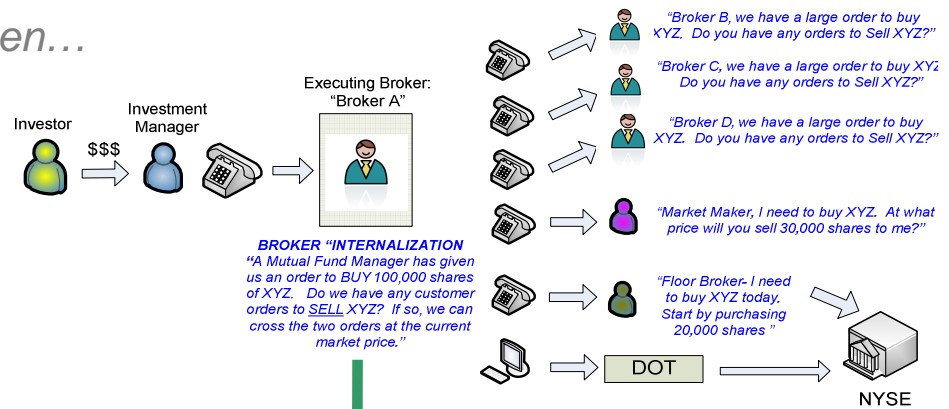 en...
Investor
$$$
Investment
Manager
Executing Broker:
"Broker A"
BROKER "INTERNALIZATION
"A Mutual Fund Manager has given
us an order to BUY 100,000 shares
of XYZ. Do we have any customer
orders to SELL XYZ? If so, we can
cross the two orders at the current
market price."
"Broker B, we have a large order to buy
XYZ. Do you have any orders to Sell XYZ?"
"Broker C, we have a large order to buy XYZ
Do you have any orders to Sell XYZ?"
"Broker D, we have a large order to buy
XYZ. Do you have any orders to Sell XYZ?"
"Market Maker, I need to buy XYZ. At what
price will you sell 30,000 shares to me?"
"Floor Broker- I need
to buy XYZ today.
Start by purchasing
20,000 shares "
DOT
NYSE